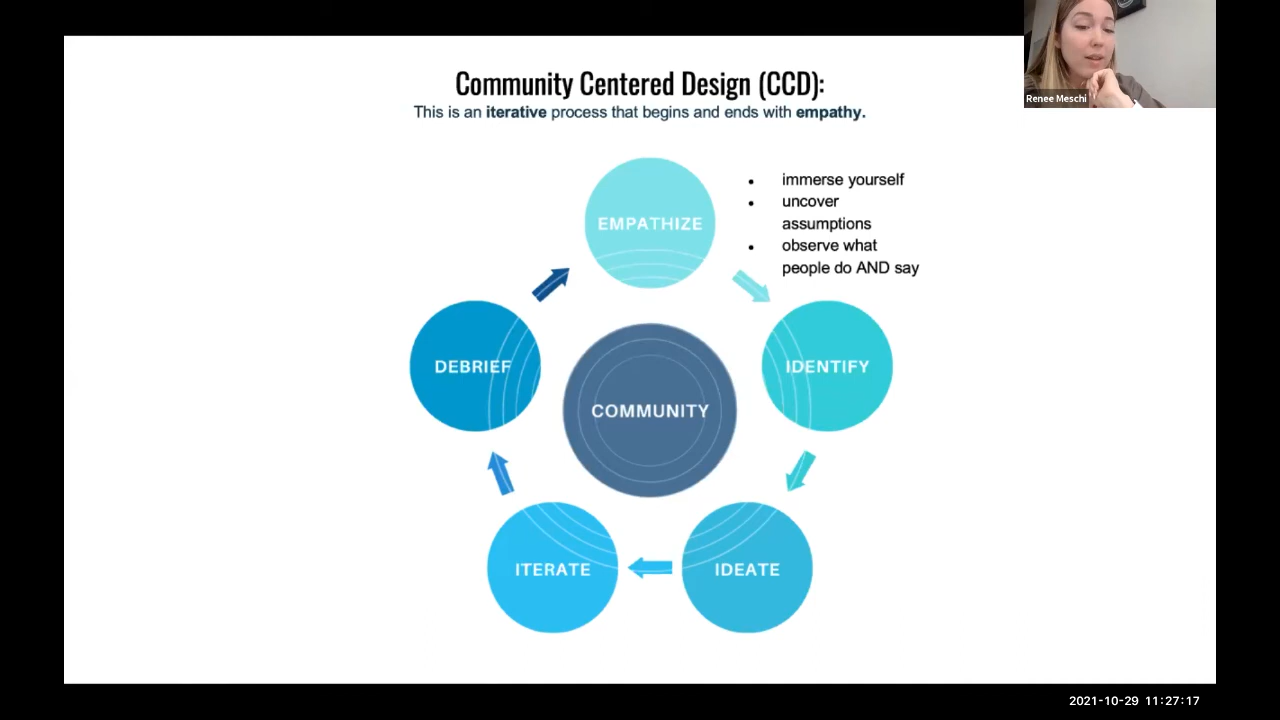 Community Centered Design (CCD):
This is an iterative process that begins and ends with empathy.
Renee Meschi
EMPATHIZE
• immerse yourself
• uncover
assumptions
• observe what
people do AND say
DEBRIEF
IDENTIFY
COMMUNITY
ITERATE
IDEATE
2021-10-29 11:27:17